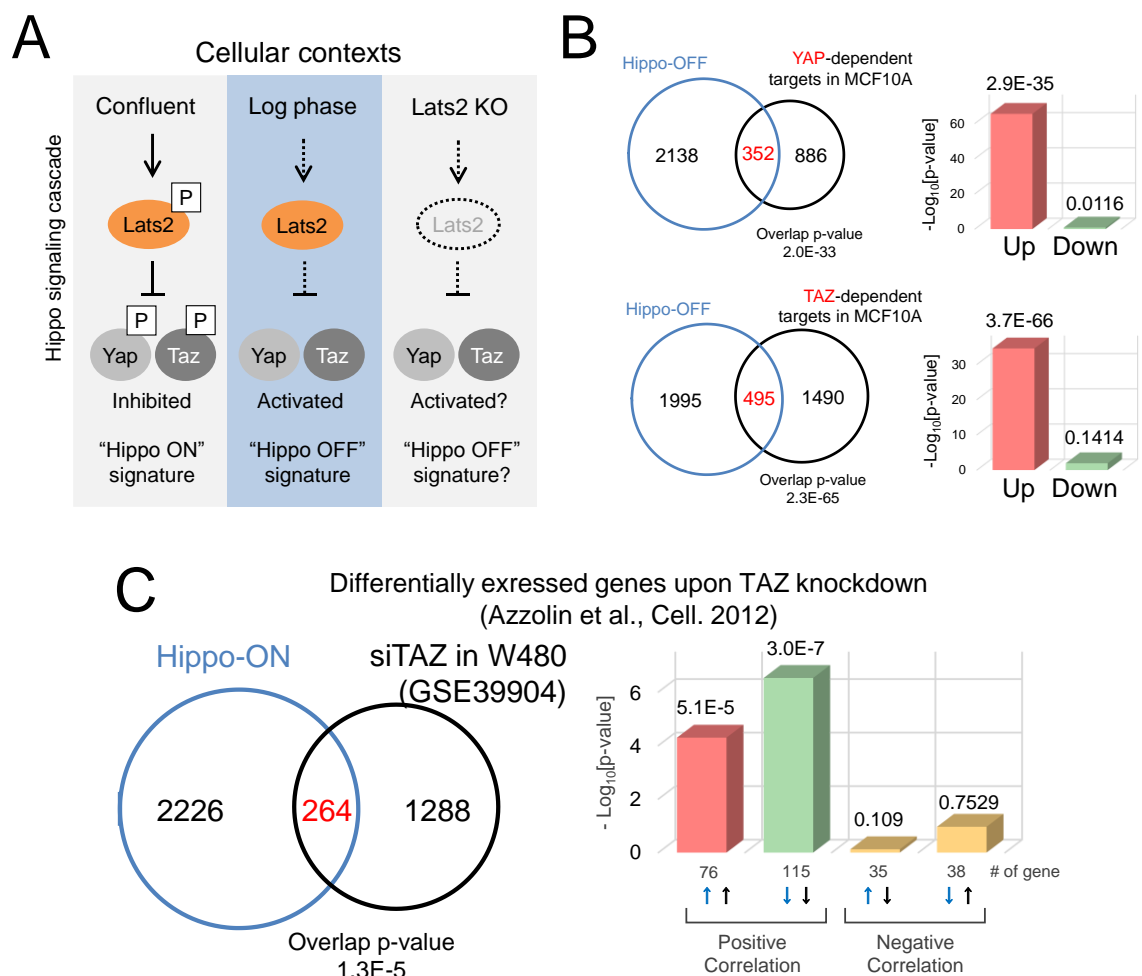 A
Cellular contexts
Hippo signaling cascade
Confluent
Log phase
Lats2 KO
P
Lats2
Lats2
Lats2
P
P
Yap
Taz
Yap
Taz
Yap
Taz
Inhibited
Activated
Activated?
“Hippo ON”
signature
“Hippo OFF”
signature
“Hippo OFF”
signature?
B
Hippo-OFF
YAP-dependent
targets in MCF10A
2138
352
886
Overlap p-value
2.0E-33
-Log10[p-value]
60
40
20
0
2.9E-35
0.0116
Up
Down
Hippo-OFF
TAZ-dependent
targets in MCF10A
1995
495
1490
Overlap p-value
2.3E-65
-Log10[p-value]
30
20
10
0
3.7E-66
0.1414
Up
Down
C
Differentially exressed genes upon TAZ knockdown
(Azzolin et al., Cell. 2012)
Hippo-ON
siTAZ in W480
(GSE39904)
2226
264
1288
Overlap p-value
1.3E-5
- Log10[p-value]
6
4
2
0
5.1E-5
3.0E-7
0.109
0.7529
76
115
35
38
# of gene
↑ ↑
↓ ↓
↑ ↓
↓ ↑
Positive
Correlation
Negative
Correlation